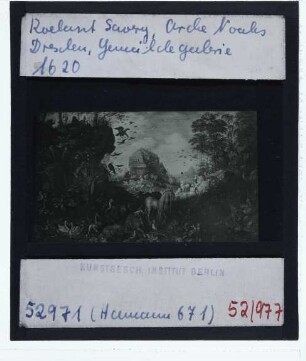 Roelant Savery, Arche Noahs
Dresden, Gemäldegalerie
1620
KUNSTGESCH. INSTITUT BERLIN
52971 (Hamann 671) 52/977